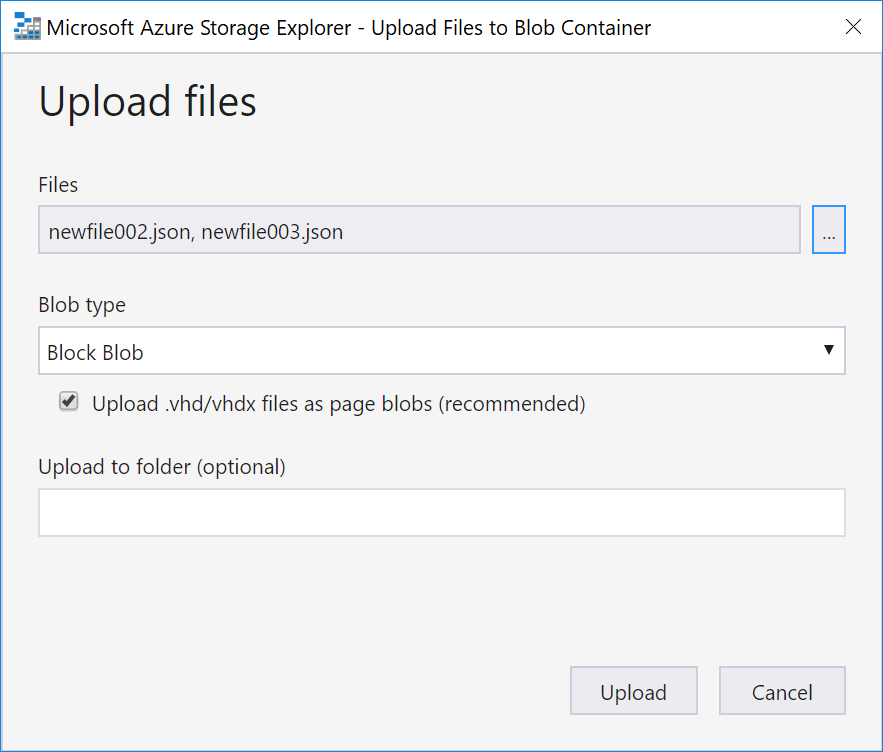 Microsoft Azure Storage Explorer - Upload Files to Blob Container
Upload files
Files
newfile002.json, newfile003.json
...
Blob type
Block Blob
Upload .vhd/vhdx files as page blobs (recommended)
Upload to folder (optional)
Upload
Cancel